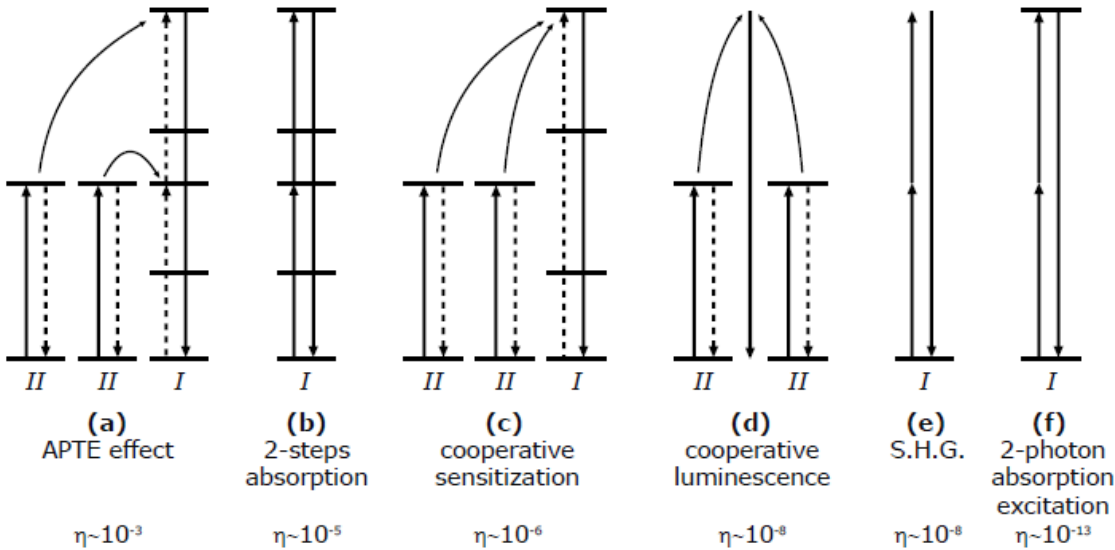 II II I I II II I II II I I
(a) (b) (c) (d) (e) (f)
APTE effect 2-steps cooperative cooperative S.H.G. 2-photon
absorption sensitization luminescence absorption
excitation
η~10⁻³ η~10⁻⁵ η~10⁻⁶ η~10⁻⁸ η~10⁻⁸ η~10⁻¹³